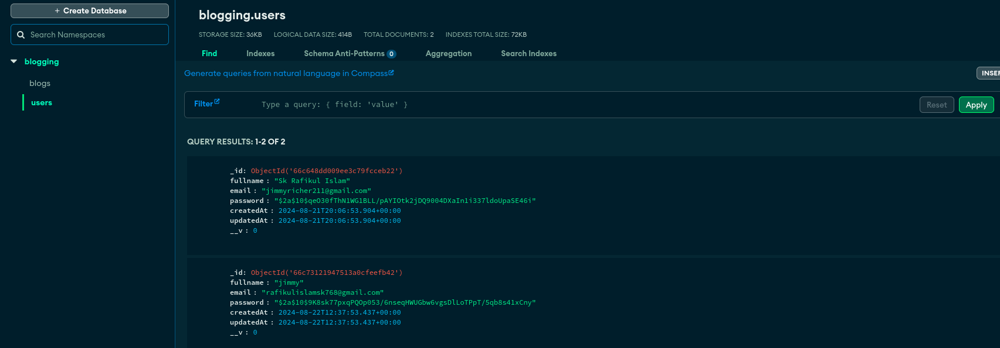 + Create Database
Search Namespaces
blogging
blogs
users
blogging.users
STORAGE SIZE: 36KB LOGICAL DATA SIZE: 414B TOTAL DOCUMENTS: 2 INDEXES TOTAL SIZE: 72KB
Find Indexes Schema Anti-Patterns 0 Aggregation Search Indexes
Generate queries from natural language in Compass
INSER
Filter Type a query: { field: 'value' } Reset Apply
QUERY RESULTS: 1-2 OF 2
_id: ObjectId('66c648dd009ee3c79fcceb22')
fullname: "Sk Rafikul Islam"
email: "jimmyricher211@gmail.com"
password: "$2a$10$qeO30fThN1WG1BLL/pAYIOtk2jDQ9004DXaIn1i337ldoUpaSE46i"
createdAt: 2024-08-21T20:06:53.904+00:00
updatedAt: 2024-08-21T20:06:53.904+00:00
__v: 0
_id: ObjectId('66c73121947513a0cfeefb42')
fullname: "jimmy"
email: "rafikulislamsk768@gmail.com"
password: "$2a$10$9K8sk77pxqPQOp053/6nseqHWUGbw6vgsDlLoTPpT/5qb8s41xCny"
createdAt: 2024-08-22T12:37:53.437+00:00
updatedAt: 2024-08-22T12:37:53.437+00:00
__v: 0